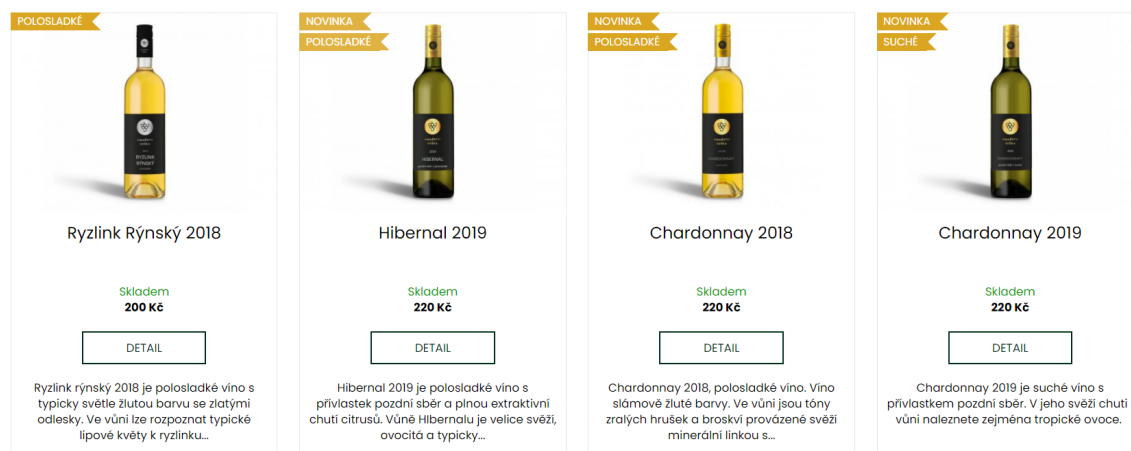 POLOSLADKÉ
NOVINKA
POLOSLADKÉ
NOVINKA
POLOSLADKÉ
NOVINKA
SUCHÉ
RYZLINK
RÝNSKÝ
HIBERNAL
CHARDONNAY
CHARDONNAY
Ryzlink Rýnský 2018
Hibernal 2019
Chardonnay 2018
Chardonnay 2019
Skladem
200 Kč
Skladem
220 Kč
Skladem
220 Kč
Skladem
220 Kč
DETAIL
DETAIL
DETAIL
DETAIL
Ryzlink rýnský 2018 je polosladké víno s
typicky světle žlutou barvu se zlatými
odlesky. Ve vůni lze rozpoznat typické
lipové květy k ryzlinku...
Hibernal 2019 je polosladké víno s
přívlastek pozdní sběr a plnou extraktivní
chutí citrusů. Vůně HIbernalu je velice svěží,
ovocitá a typicky...
Chardonnay 2018, polosladké víno. Víno
slámově žluté barvy. Ve vůni jsou tóny
zralých hrušek a broskví provázené svěží
minerální linkou s...
Chardonnay 2019 je suché víno s
přívlastkem pozdní sběr. V jeho svěží chuti i
vůni naleznete zejména tropické ovoce.